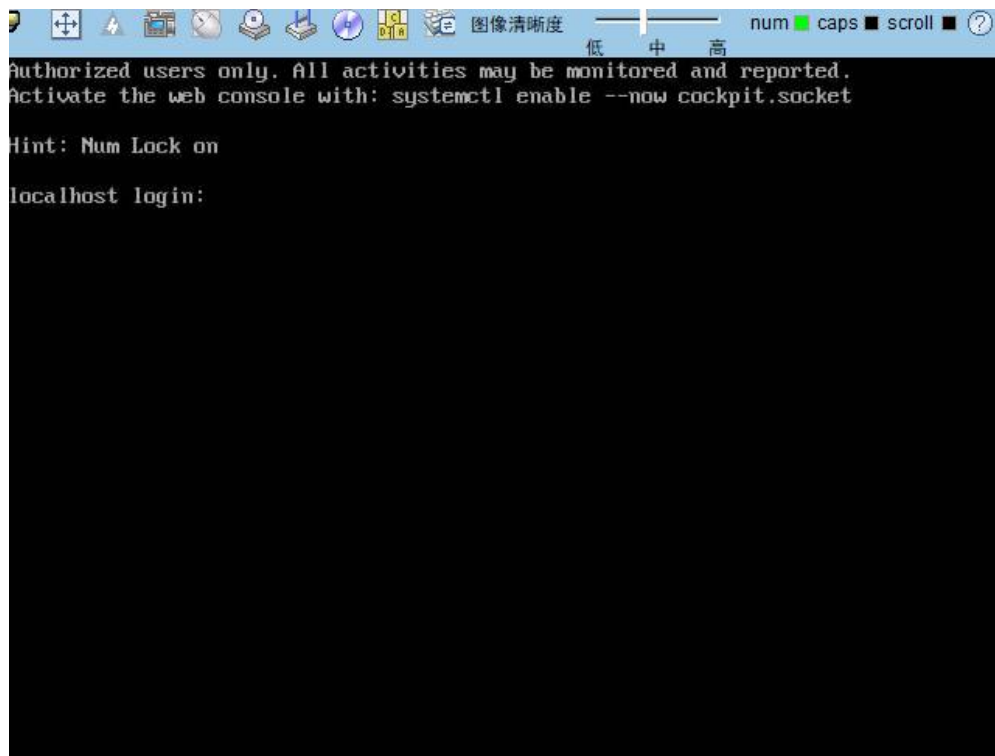 图像清晰度
低 中 高
num caps scroll ?
Authorized users only. All activities may be monitored and reported.
Activate the web console with: systemctl enable --now cockpit.socket
Hint: Num Lock on
localhost login: